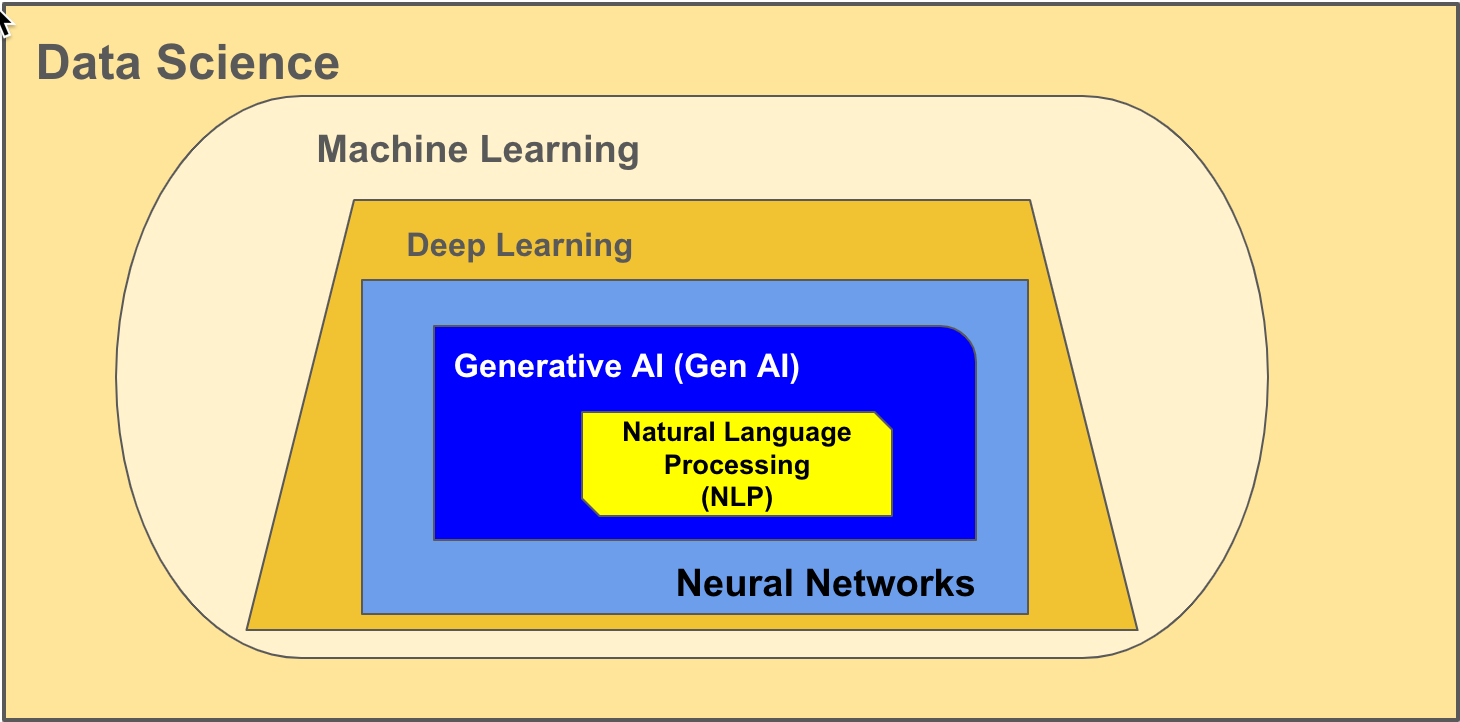 Data Science
Machine Learning
Deep Learning
Generative AI (Gen AI)
Natural Language
Processing
(NLP)
Neural Networks